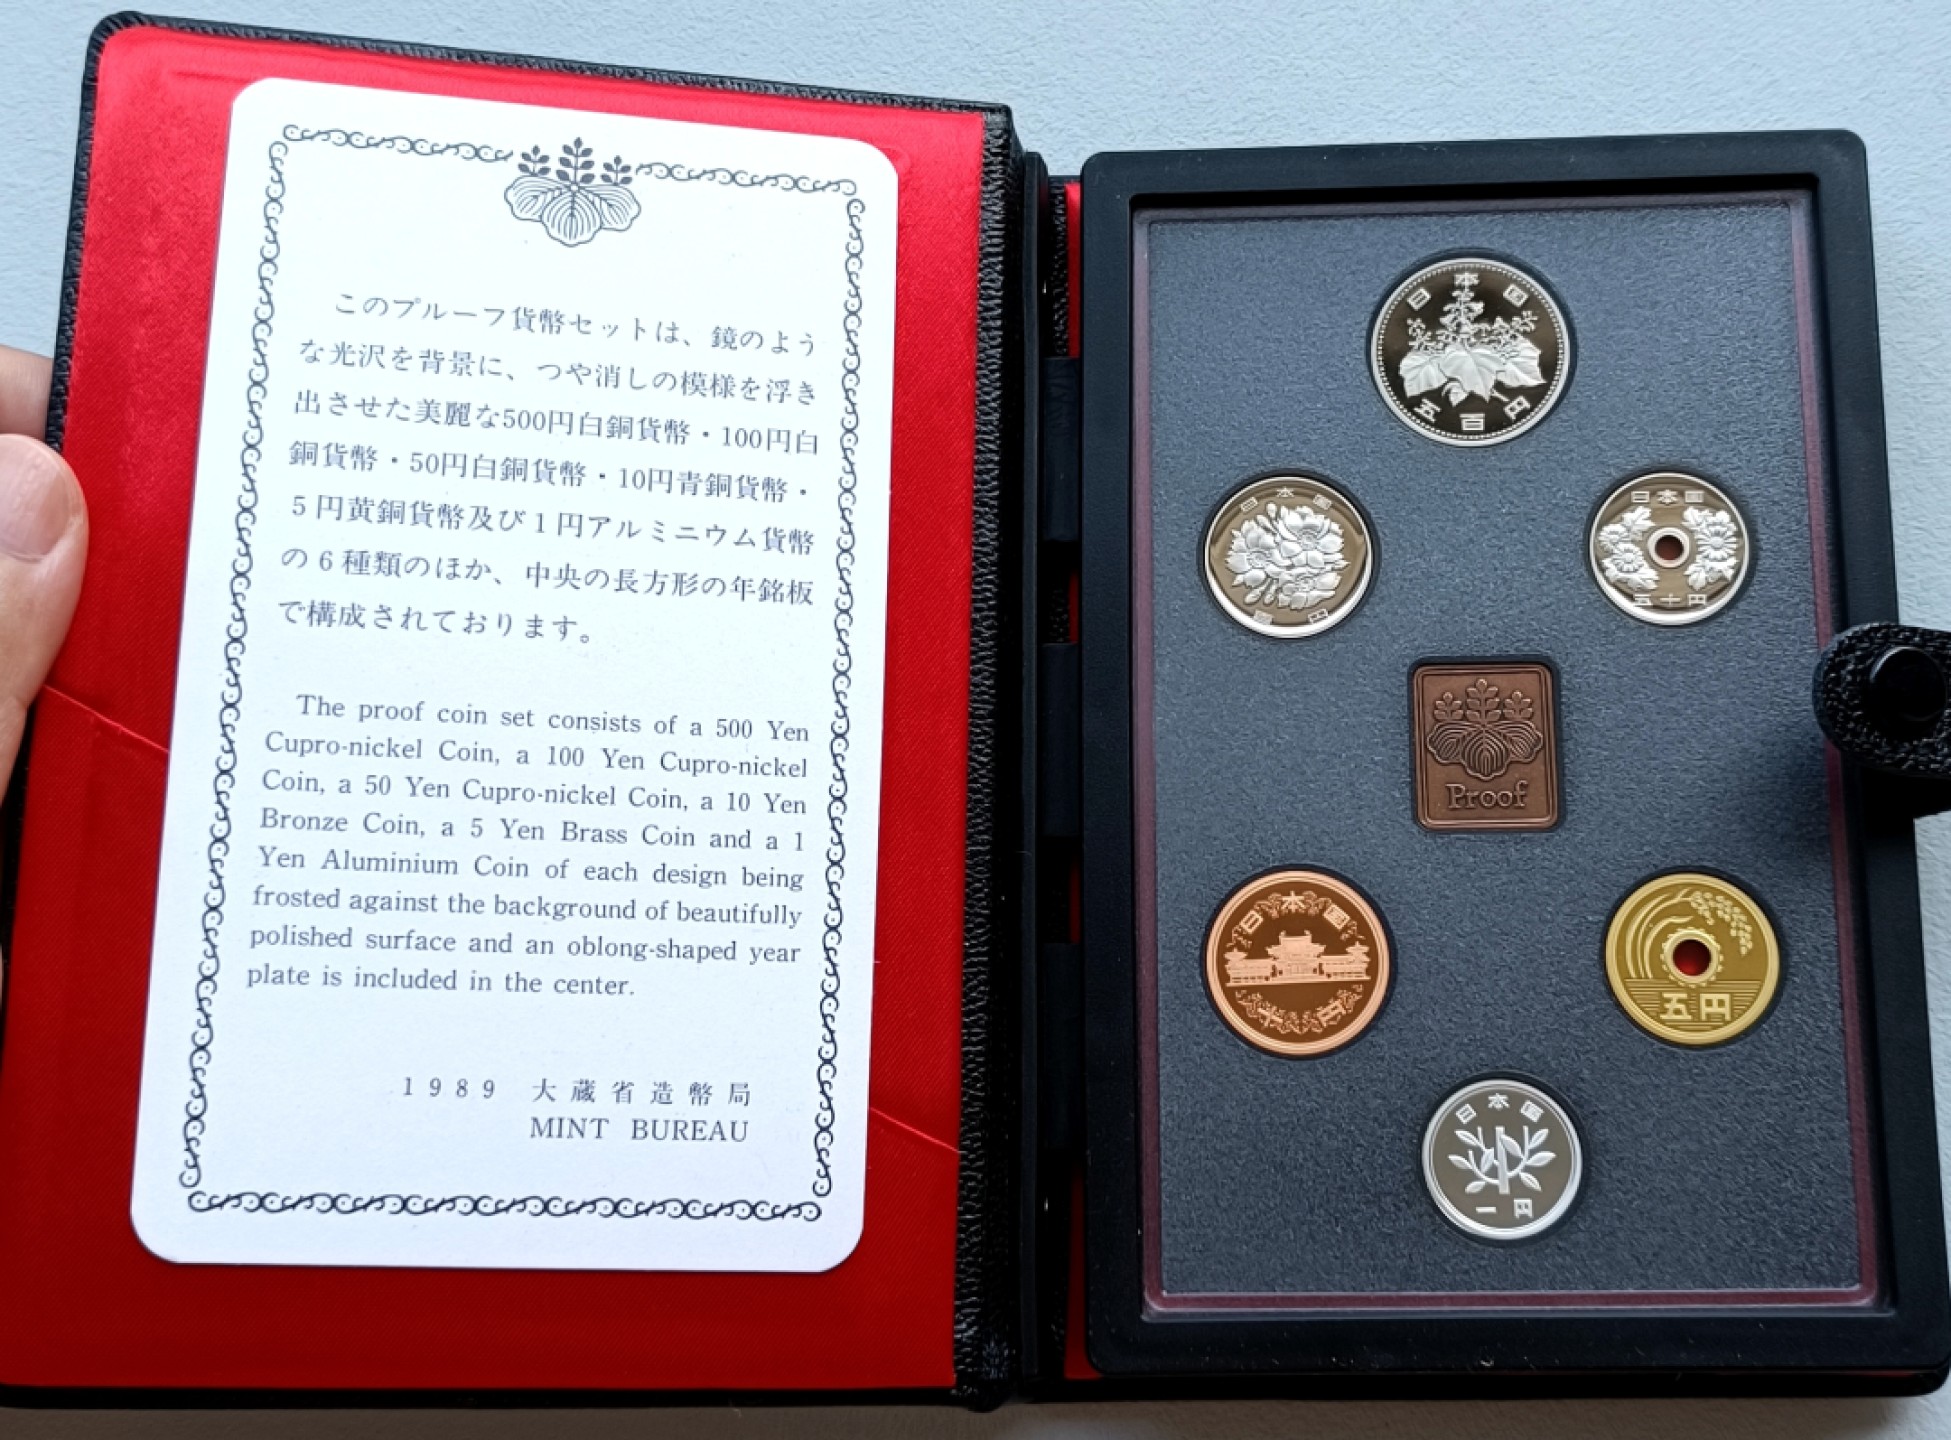 このプルーフ貨幣セットは、鏡のよう
な光沢を背景に、つや消しの模様を浮き
出させた美麗な500円白銅貨幣・100円白
銅貨幣・50円白銅貨幣・10円青銅貨幣・
5円黄銅貨幣及び1円アルミニウム貨幣
の6種類のほか、中央の長方形の年銘板
で構成されております。
The proof coin set consists of a 500 Yen
Cupro-nickel Coin, a 100 Yen Cupro-nickel
Coin, a 50 Yen Cupro-nickel Coin, a 10 Yen
Bronze Coin, a 5 Yen Brass Coin and a 1
Yen Aluminium Coin of each design being
frosted against the background of beautifully
polished surface and an oblong-shaped year
plate is included in the center.
1989 大蔵省造幣局
MINT BUREAU
日本国
五百円
日本国
百円
日本国
五十円
Proof
日本国
十円
五円
日本国
一円